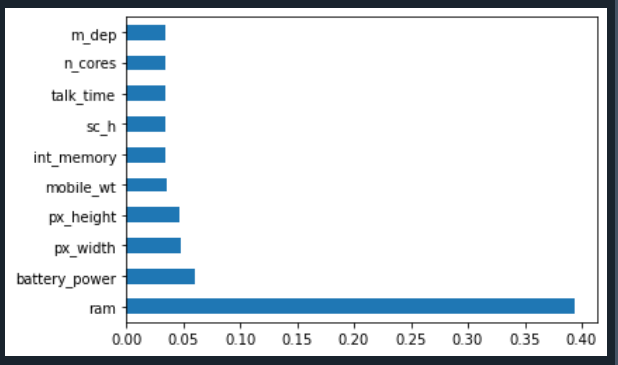 m_dep
n_cores
talk_time
sc_h
int_memory
mobile_wt
px_height
px_width
battery_power
ram
0.00 0.05 0.10 0.15 0.20 0.25 0.30 0.35 0.40